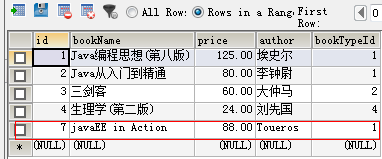 All Rows Rows in a Range First Row: 0
id bookName price author bookTypeId
1 Java编程思想(第八版) 125.00 埃史尔 1
2 Java从入门到精通 80.00 李钟尉 1
3 三剑客 60.00 大仲马 2
4 生理学(第二版) 24.00 刘先国 4
7 javaEE in Action 88.00 Toueros 1
* (NULL) (NULL) (NULL) (NULL) (NULL)